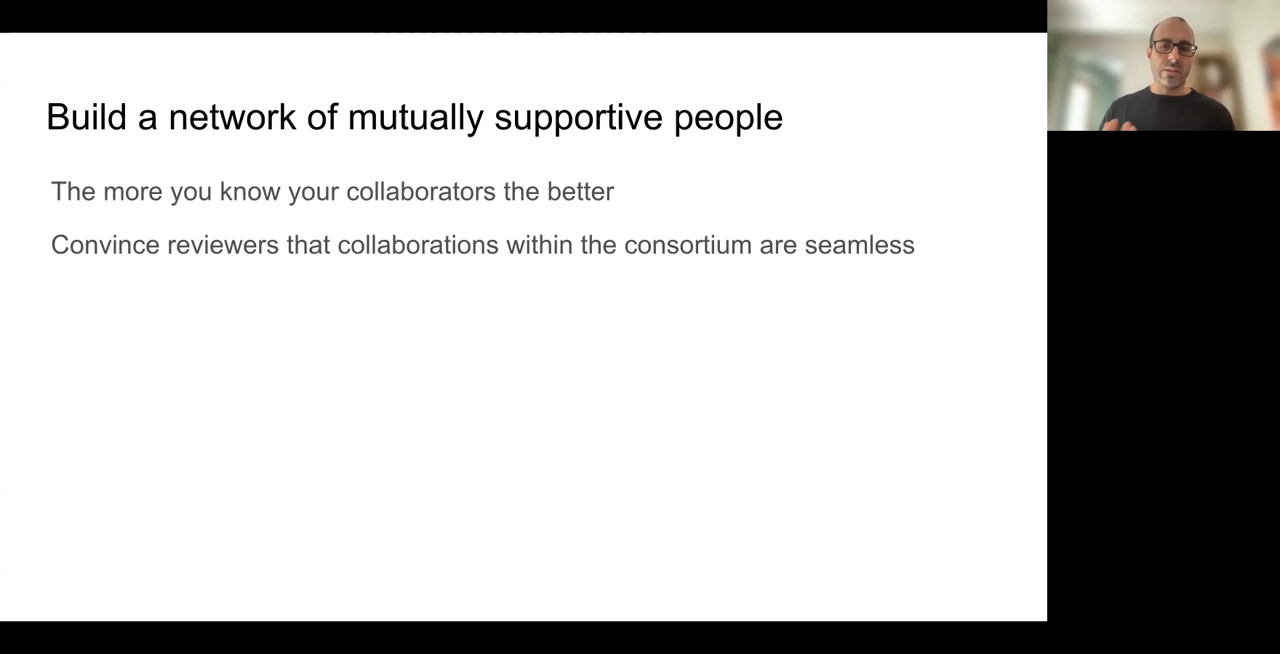 Build a network of mutually supportive people
The more you know your collaborators the better
Convince reviewers that collaborations within the consortium are seamless